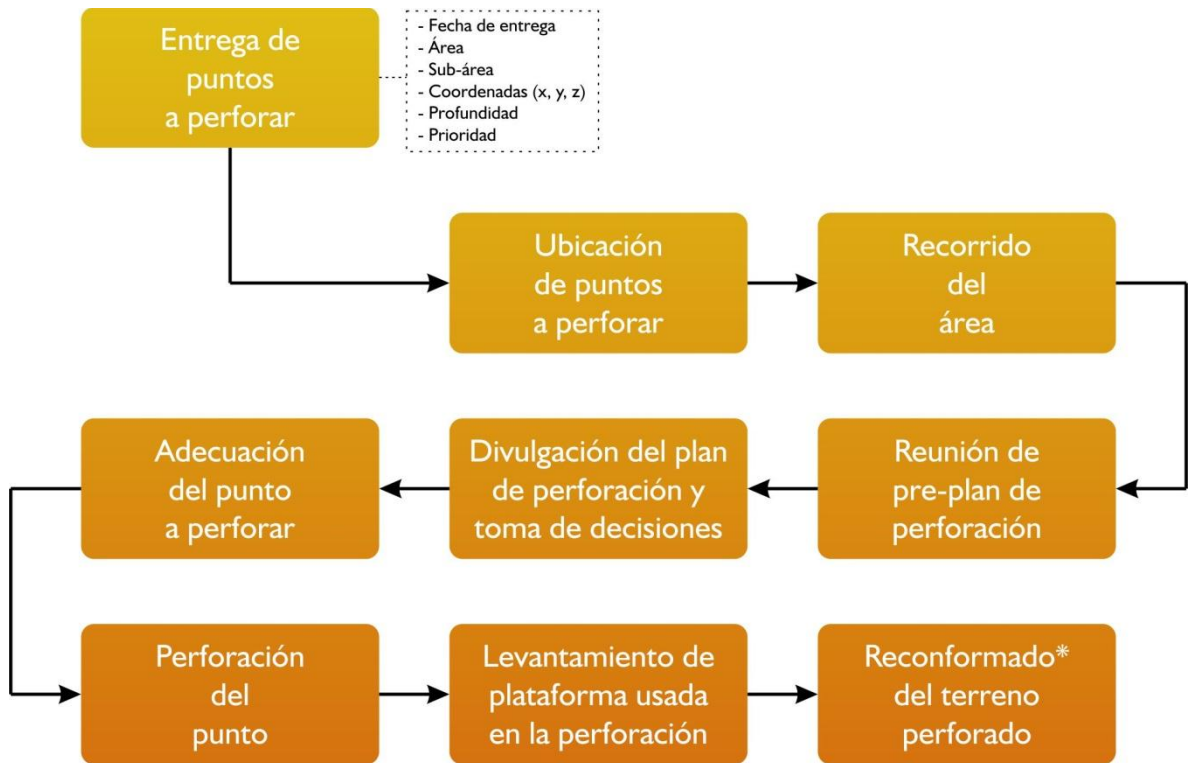 Entrega de
puntos
a perforar
- Fecha de entrega
- Área
- Sub-área
- Coordenadas (x, y, z)
- Profundidad
- Prioridad
Ubicación
de puntos
a perforar
Recorrido
del
área
Reunión de
pre-plan de
perforación
Divulgación del plan
de perforación y
toma de decisiones
Adecuación
del punto
a perforar
Perforación
del
punto
Levantamiento de
plataforma usada
en la perforación
Reconformado*
del terreno
perforado